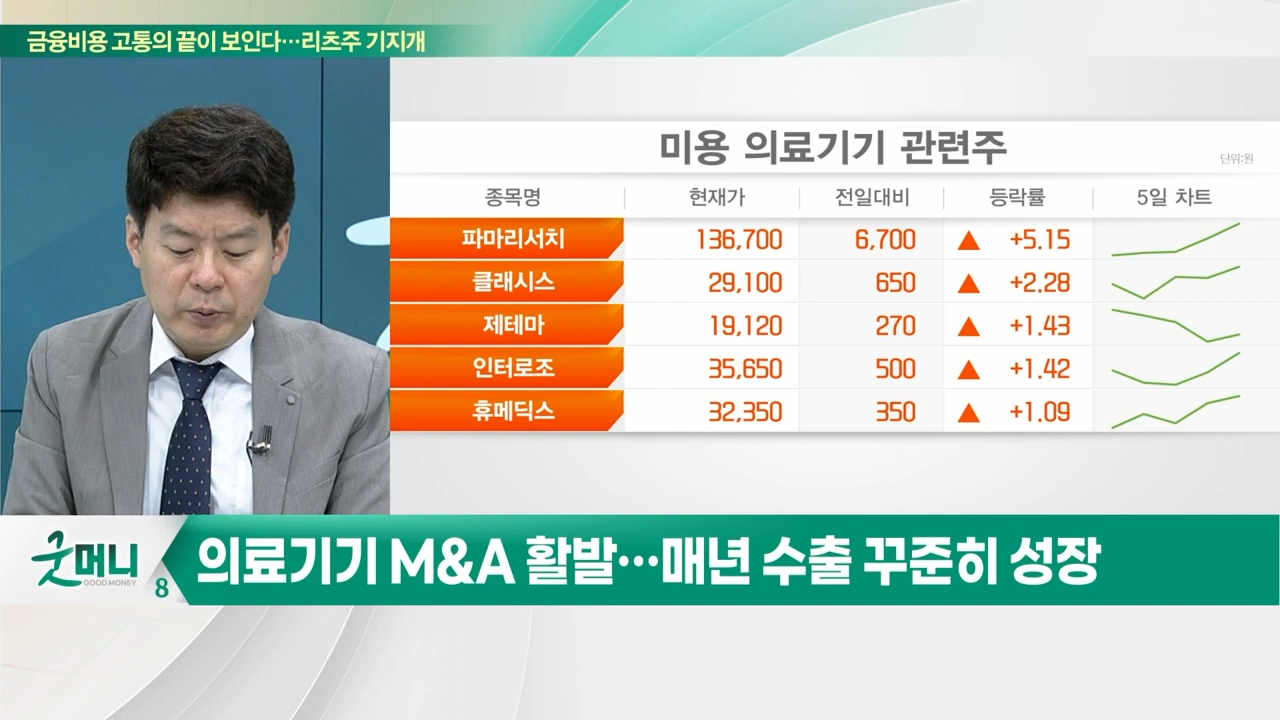 금융비용 고통의 끝이 보인다…리츠주 기지개
미용 의료기기 관련주
단위:원
종목명 현재가 전일대비 등락률 5일 차트
파마리서치 136,700 6,700 ▲ +5.15
클래시스 29,100 650 ▲ +2.28
제테마 19,120 270 ▲ +1.43
인터로조 35,650 500 ▲ +1.42
휴메딕스 32,350 350 ▲ +1.09
굿머니
GOOD MONEY
8
의료기기 M&A 활발…매년 수출 꾸준히 성장